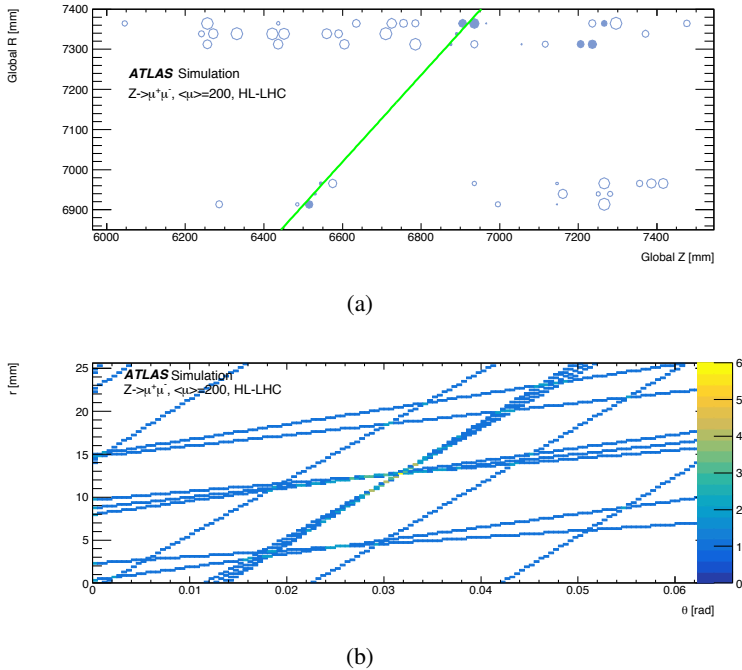 Global R [mm]
7400
7300
7200
7100
7000
6900
ATLAS Simulation
Z->μ⁺μ⁻, <μ>=200, HL-LHC
6000 6200 6400 6600 6800 7000 7200 7400
Global Z [mm]
(a)
r [mm]
25
20
15
10
5
0
ATLAS Simulation
Z->μ⁺μ⁻, <μ>=200, HL-LHC
6
5
4
3
2
1
0
0 0.01 0.02 0.03 0.04 0.05 0.06
θ [rad]
(b)